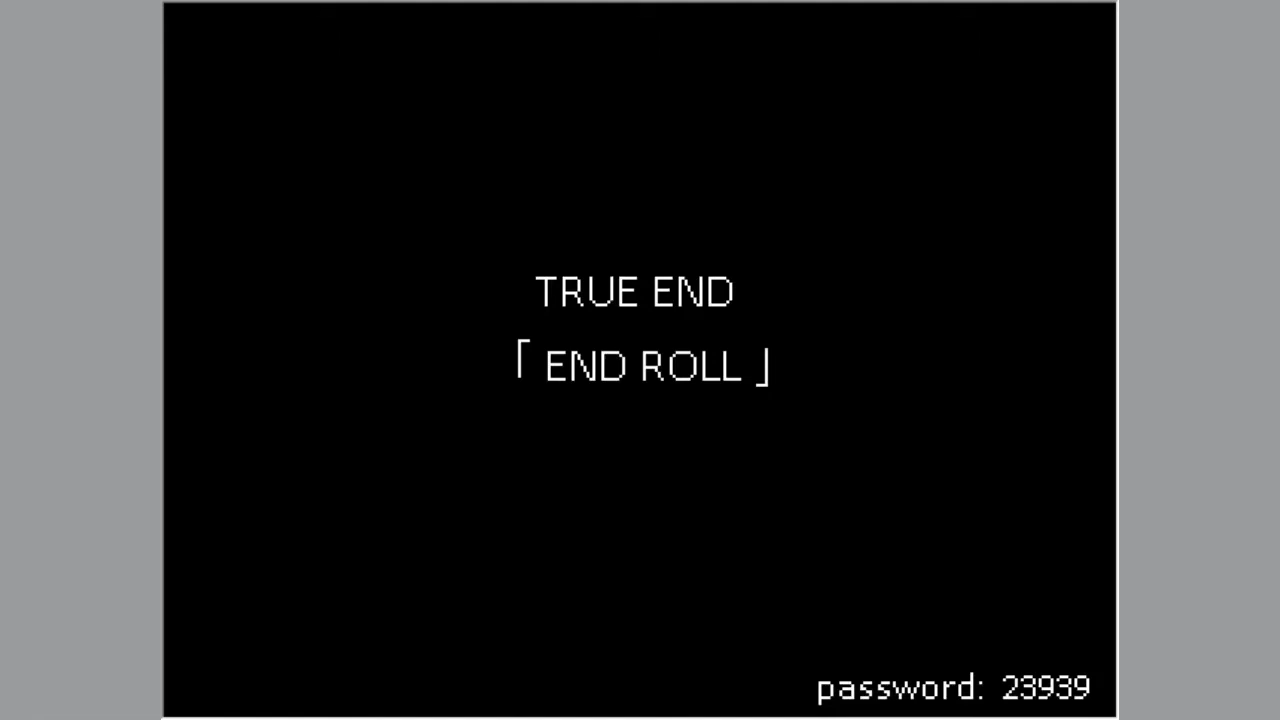 TRUE END
「 END ROLL 」
password: 23939